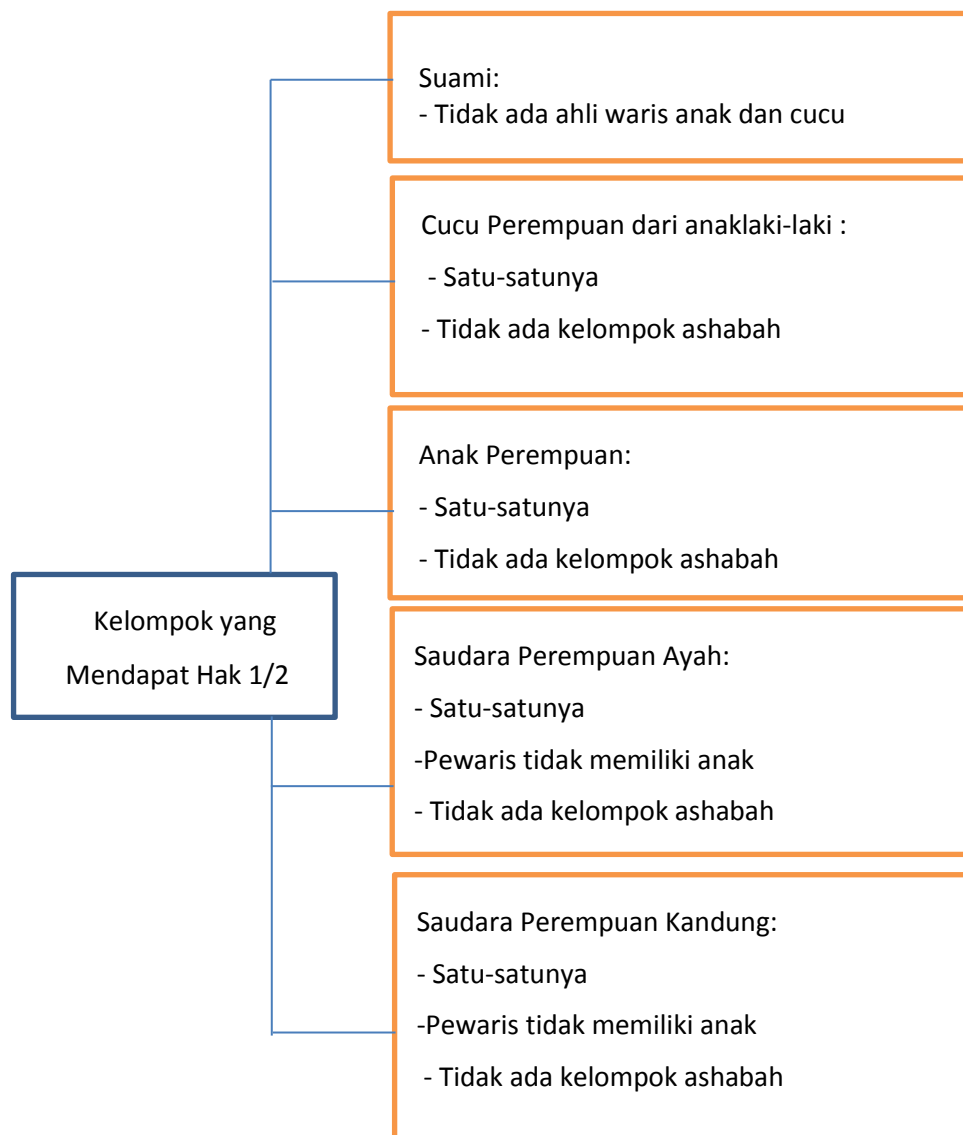 Suami:
- Tidak ada ahli waris anak dan cucu
Cucu Perempuan dari anaklaki-laki :
- Satu-satunya
- Tidak ada kelompok ashabah
Anak Perempuan:
- Satu-satunya
- Tidak ada kelompok ashabah
Kelompok yang
Mendapat Hak 1/2
Saudara Perempuan Ayah:
- Satu-satunya
-Pewaris tidak memiliki anak
- Tidak ada kelompok ashabah
Saudara Perempuan Kandung:
- Satu-satunya
-Pewaris tidak memiliki anak
- Tidak ada kelompok ashabah